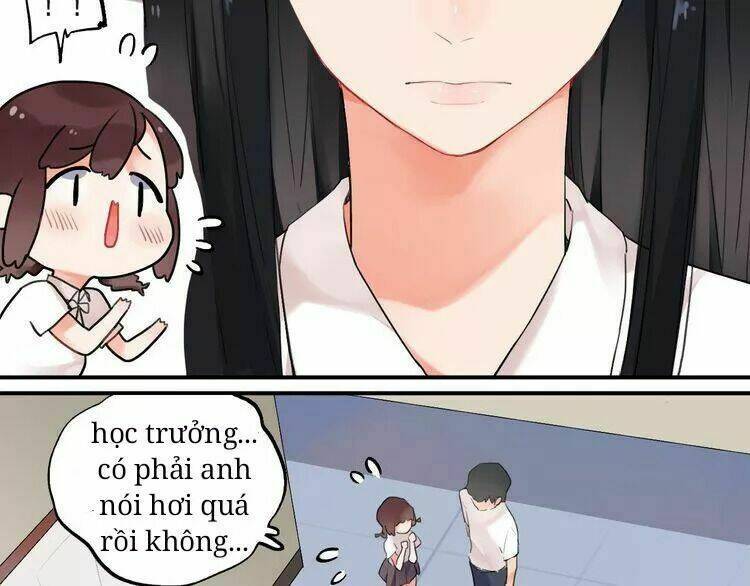 ! !
học trưởng...
có phải anh
nói hơi quá
rồi không...